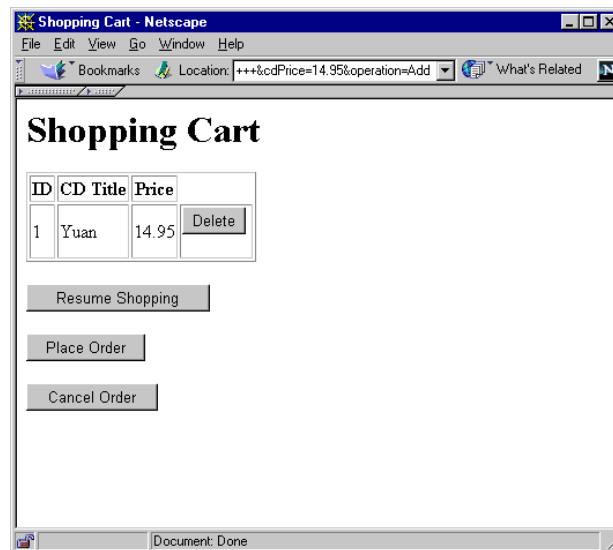 Shopping Cart - Netscape
File Edit View Go Window Help
Bookmarks Location: +++&cdPrice=14.95&operation=Add What's Related N
Shopping Cart
ID CD Title Price
1 Yuan 14.95 Delete
Resume Shopping
Place Order
Cancel Order
Document: Done